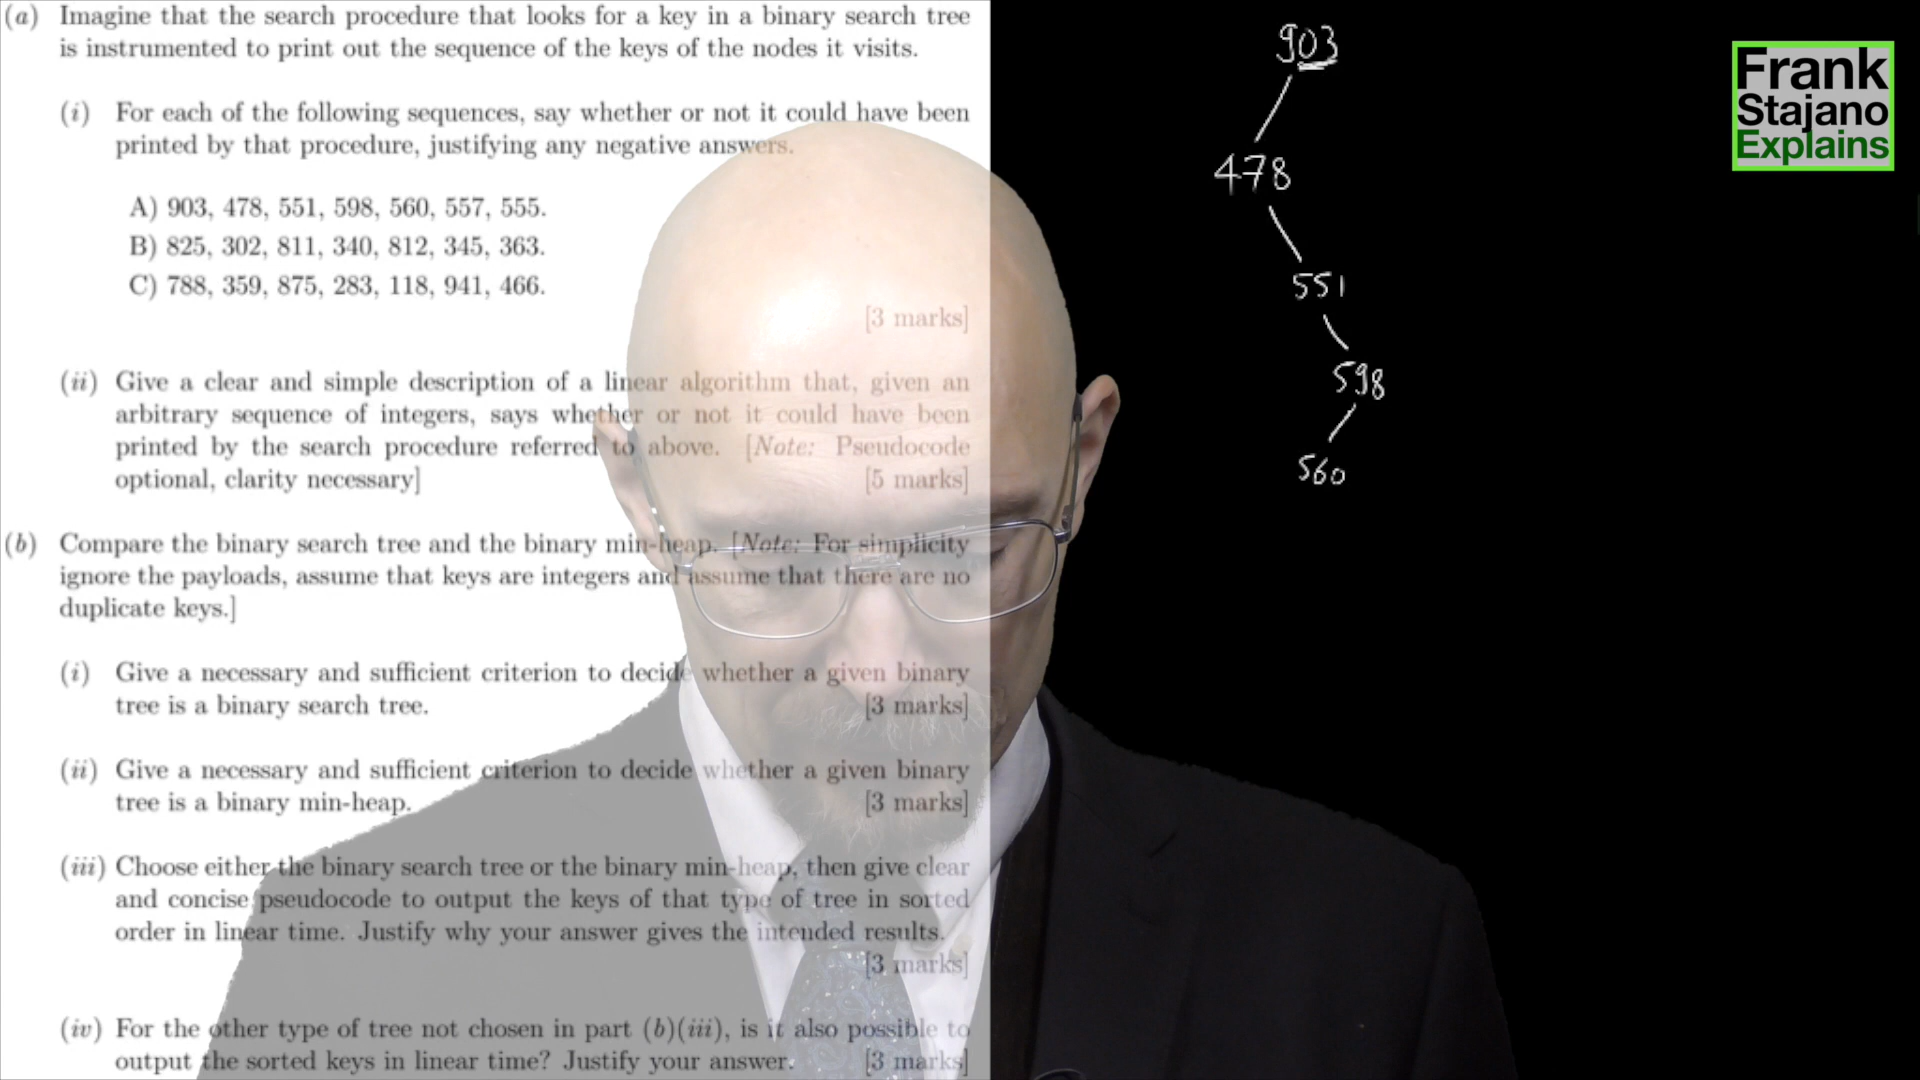 (a) Imagine that the search procedure that looks for a key in a binary search tree
is instrumented to print out the sequence of the keys of the nodes it visits.
(i) For each of the following sequences, say whether or not it could have been
printed by that procedure, justifying any negative answers.
A) 903, 478, 551, 598, 560, 557, 555.
B) 825, 302, 811, 340, 812, 345, 363.
C) 788, 359, 875, 283, 118, 941, 466.
[3 marks]
(ii) Give a clear and simple description of a linear algorithm that, given an
arbitrary sequence of integers, says whether or not it could have been
printed by the search procedure referred to above. [Note: Pseudocode
optional, clarity necessary] [5 marks]
(b) Compare the binary search tree and the binary min-heap. [Note: For simplicity
ignore the payloads, assume that keys are integers and assume that there are no
duplicate keys.]
(i) Give a necessary and sufficient criterion to decide whether a given binary
tree is a binary search tree. [3 marks]
(ii) Give a necessary and sufficient criterion to decide whether a given binary
tree is a binary min-heap. [3 marks]
(iii) Choose either the binary search tree or the binary min-heap, then give clear
and concise pseudocode to output the keys of that type of tree in sorted
order in linear time. Justify why your answer gives the intended results.
[3 marks]
(iv) For the other type of tree not chosen in part (b)(iii), is it also possible to
output the sorted keys in linear time? Justify your answer. [3 marks]
903
478
551
598
560
Frank
Stajano
Explains